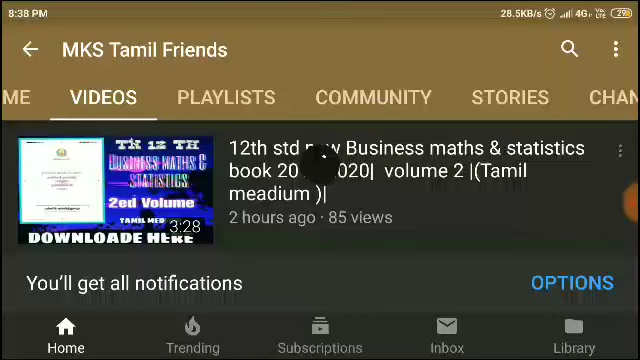 8:38 PM 28.5KB/s 4G 29
MKS Tamil Friends
ME VIDEOS PLAYLISTS COMMUNITY STORIES CHAN
TN 12 TH
BUSINESS MATHS &
STATISTICS
2ed Volume
TAMIL MED
DOWNLOADE HERE
3:28
12th std Business maths & statistics
book 20 020| volume 2 |(Tamil
meadium )|
2 hours ago · 85 views
You'll get all notifications OPTIONS
Home Trending Subscriptions Inbox Library